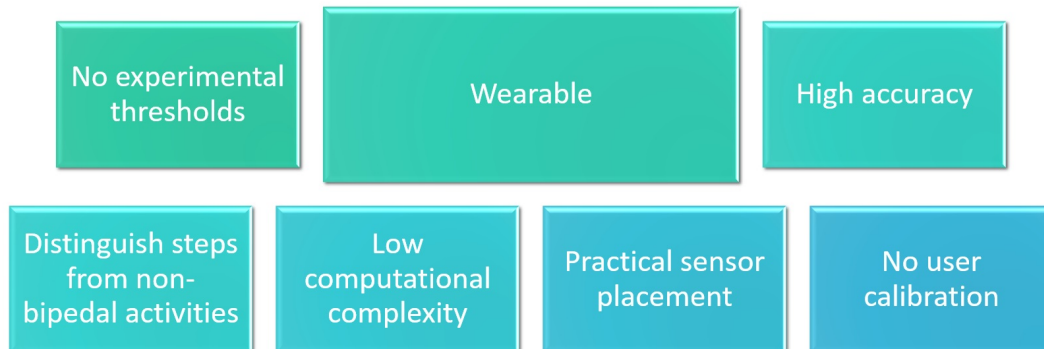 No experimental
thresholds
Wearable
High accuracy
Distinguish steps
from non-
bipedal activities
Low
computational
complexity
Practical sensor
placement
No user
calibration